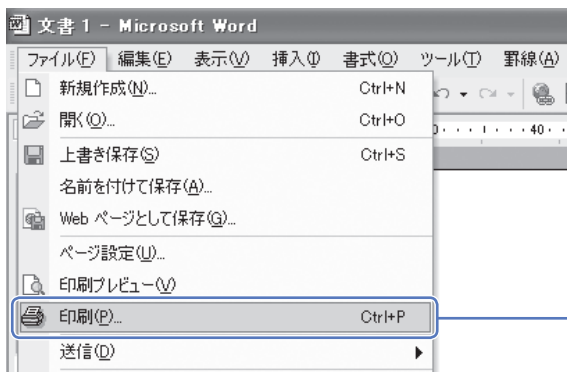 文書 1 - Microsoft Word
ファイル(F) 編集(E) 表示(V) 挿入(I) 書式(O) ツール(T) 罫線(A)
新規作成(N)... Ctrl+N
開く(O)... Ctrl+O
上書き保存(S) Ctrl+S
名前を付けて保存(A)...
Web ページとして保存(G)...
ページ設定(U)...
印刷プレビュー(V)
印刷(P)... Ctrl+P
送信(D)
40